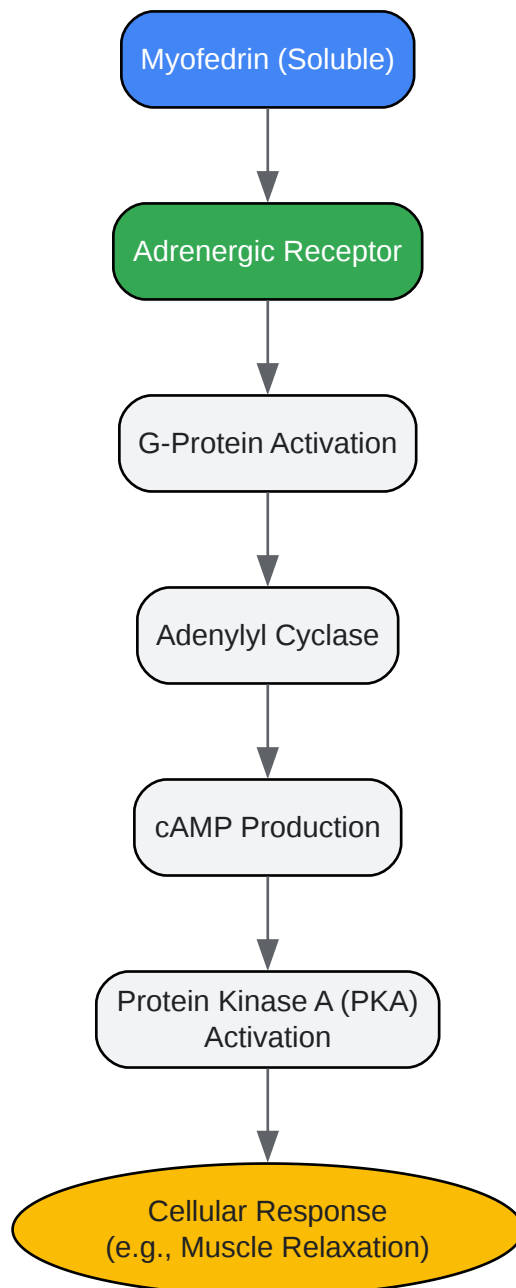 Myofedrin (Soluble)
Adrenergic Receptor
G-Protein Activation
Adenylyl Cyclase
cAMP Production
Protein Kinase A (PKA)
Activation
Cellular Response
(e.g., Muscle Relaxation)